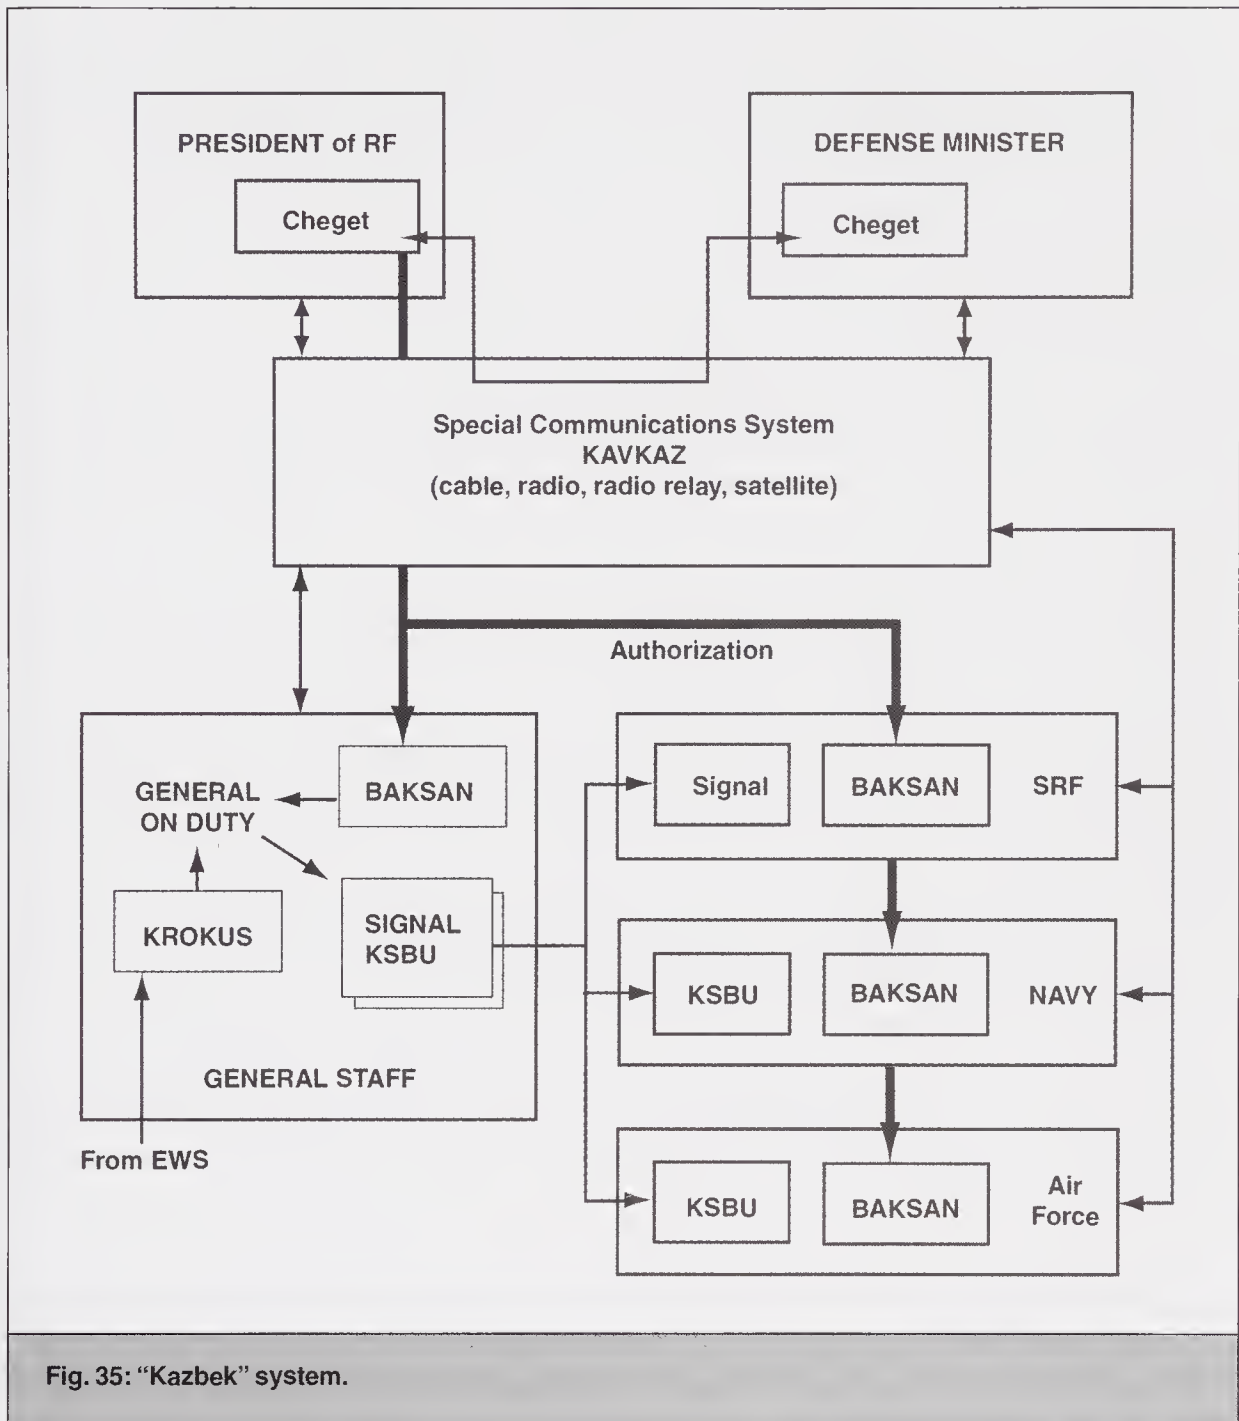 PRESIDENT of RF
Cheget
DEFENSE MINISTER
Cheget
Special Communications System
KAVKAZ
(cable, radio, radio relay, satellite)
Authorization
BAKSAN
GENERAL
ON DUTY
KROKUS
SIGNAL
KSBU
GENERAL STAFF
From EWS
Signal
BAKSAN
SRF
KSBU
BAKSAN
NAVY
KSBU
BAKSAN
Air
Force
Fig. 35: “Kazbek” system.